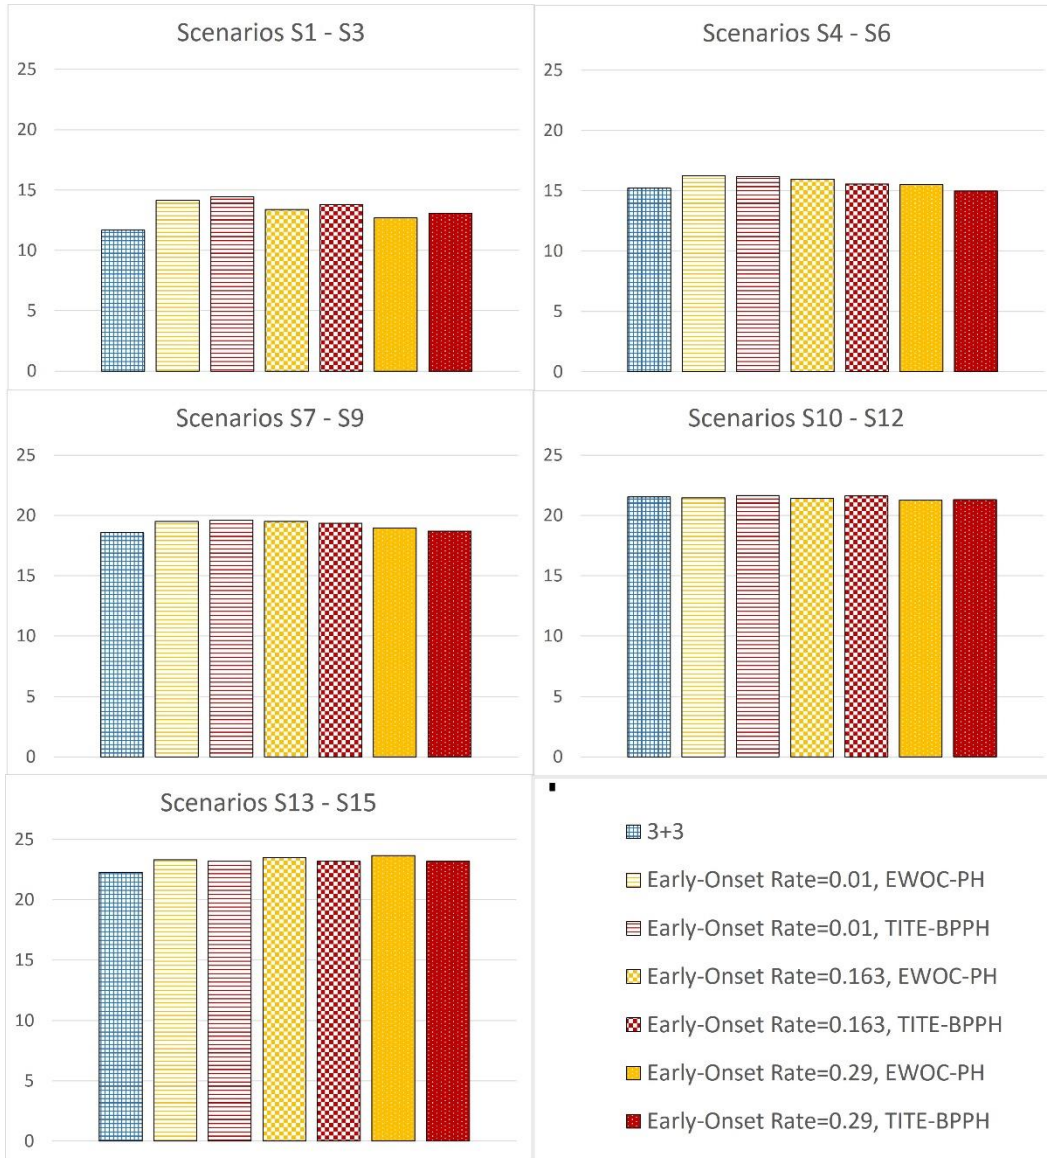 Scenarios S1 - S3
25
20
15
10
5
0
Scenarios S4 - S6
25
20
15
10
5
0
Scenarios S7 - S9
25
20
15
10
5
0
Scenarios S10 - S12
25
20
15
10
5
0
Scenarios S13 - S15
25
20
15
10
5
0
3+3
Early-Onset Rate=0.01, EWOC-PH
Early-Onset Rate=0.01, TITE-BPPH
Early-Onset Rate=0.163, EWOC-PH
Early-Onset Rate=0.163, TITE-BPPH
Early-Onset Rate=0.29, EWOC-PH
Early-Onset Rate=0.29, TITE-BPPH